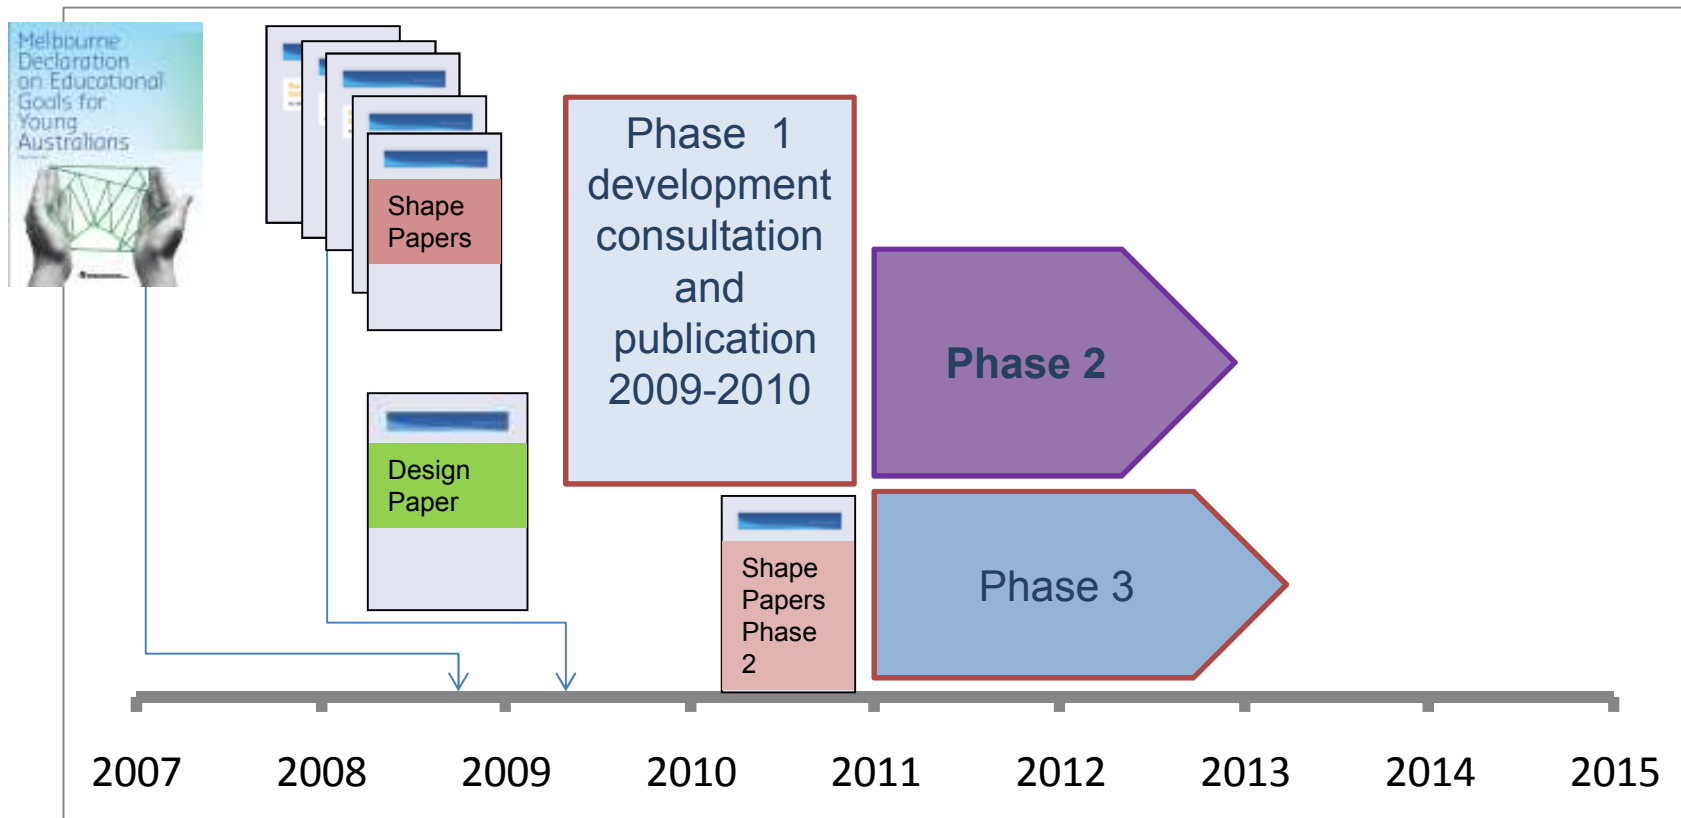 Melbourne
Declaration
on Educational
Goals for
Young
Australians
Shape
Papers
Design
Paper
Phase 1
development
consultation
and
publication
2009-2010
Shape
Papers
Phase
2
Phase 2
Phase 3
2007 2008 2009 2010 2011 2012 2013 2014 2015